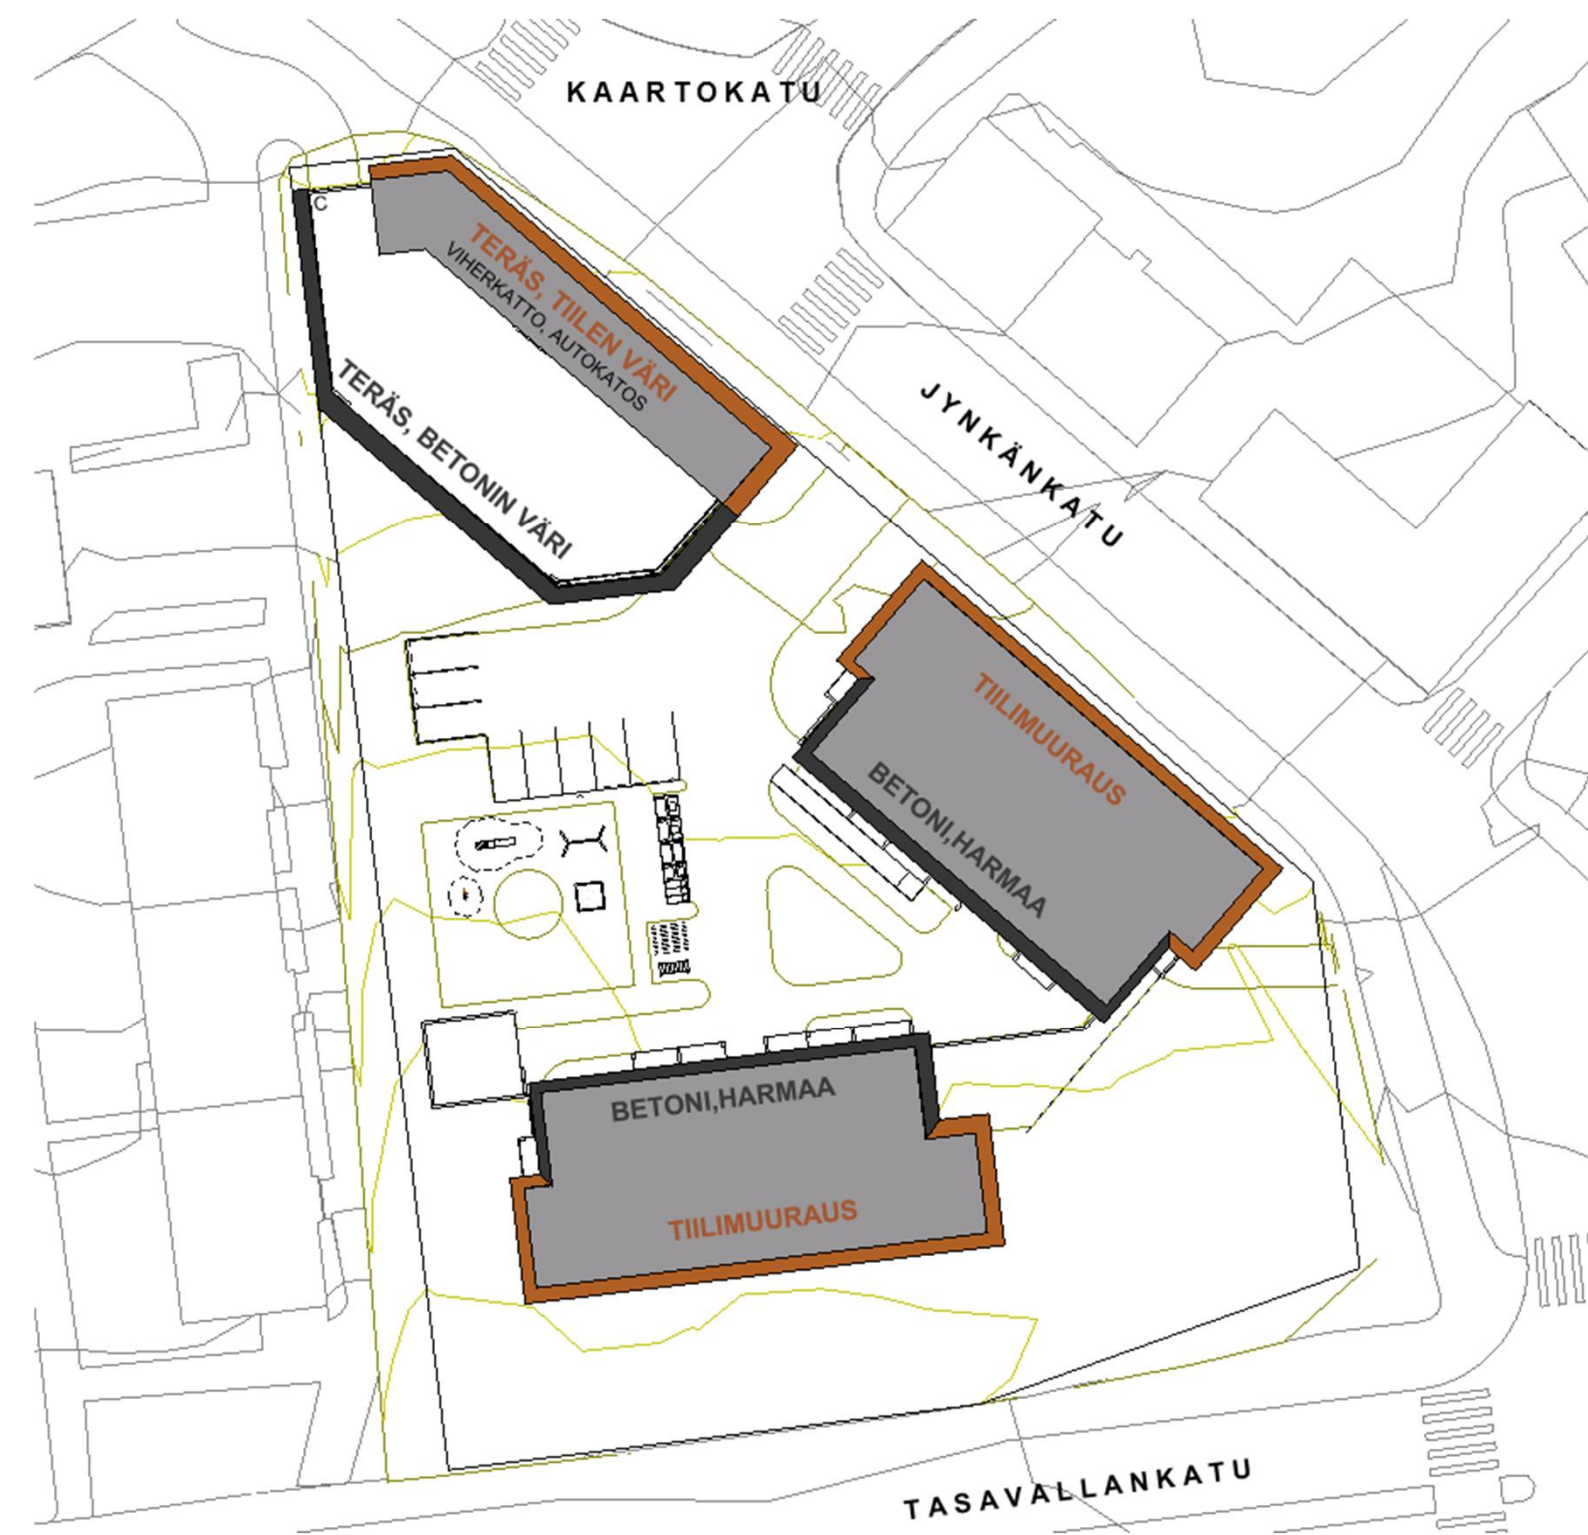 KAARTOKATU
C
TERÄS, TIILEN VÄRI
VIHERKATTO, AUTOKATOS
TERÄS, BETONIN VÄRI
JYNKÄNKATU
TIILIMUURAUS
BETONI,HARMAA
BETONI,HARMAA
TIILIMUURAUS
TASAVALLANKATU